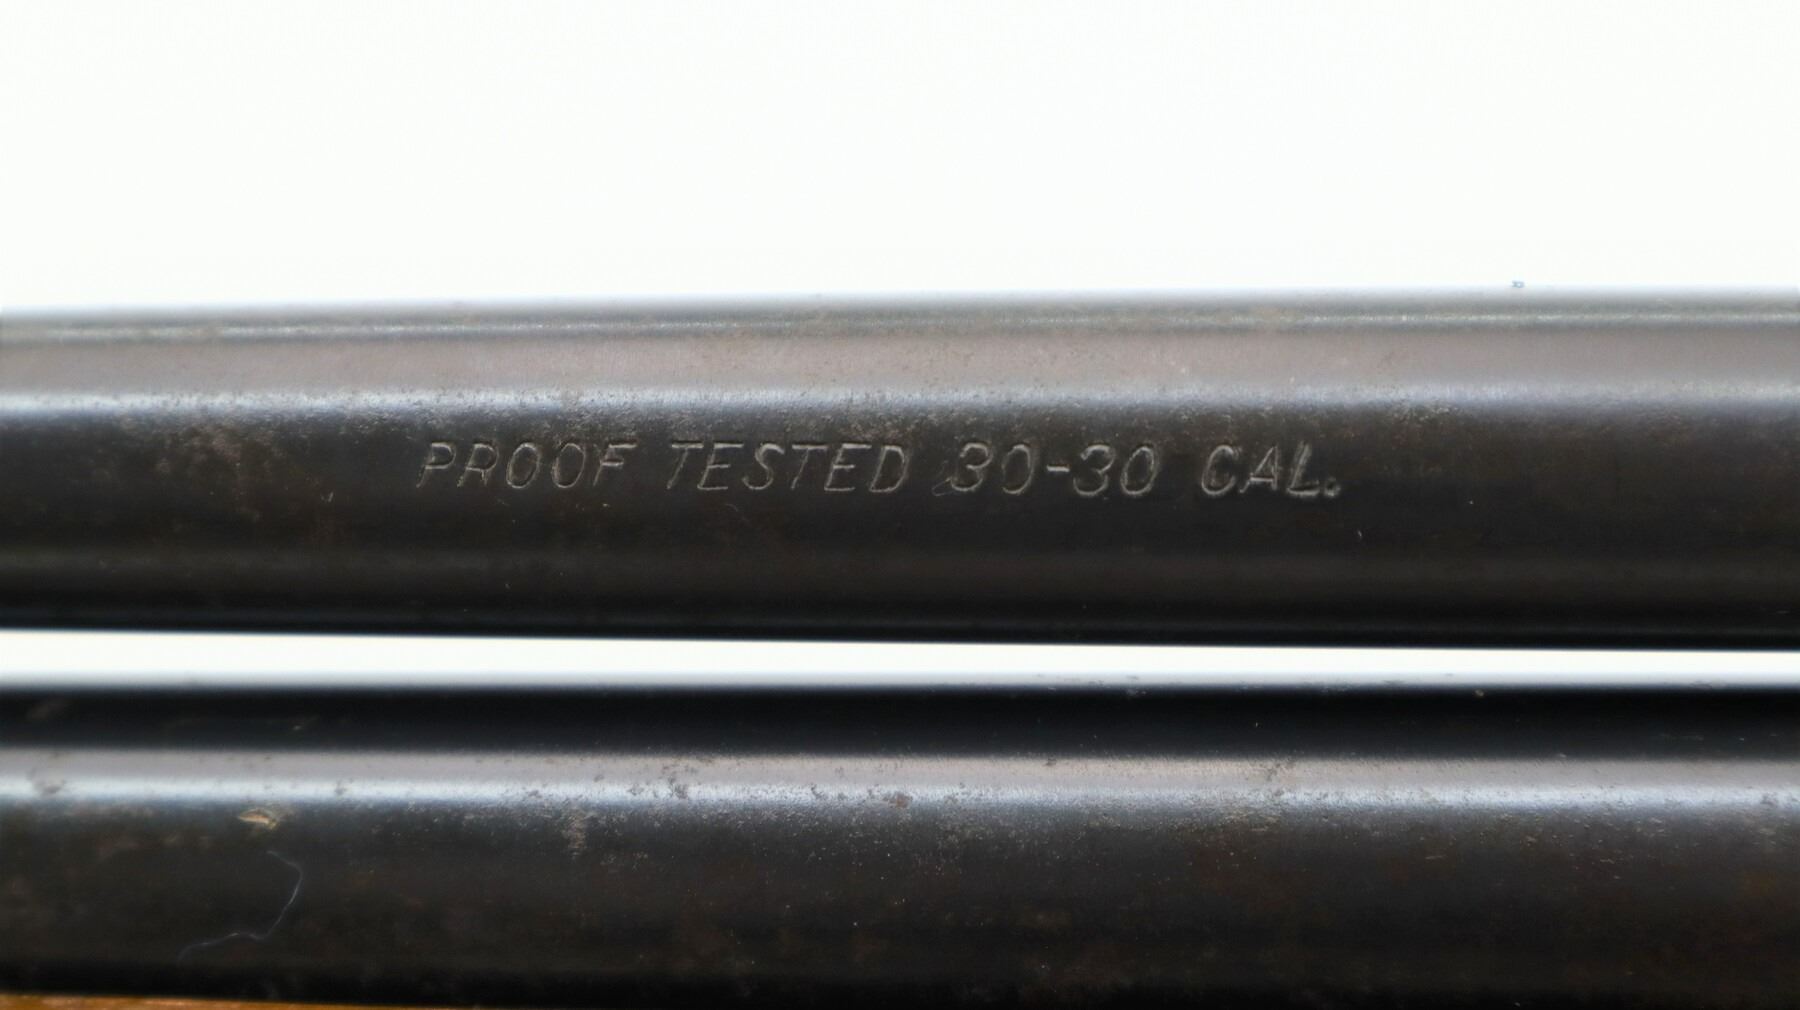 PROOF TESTED 30-30 CAL.